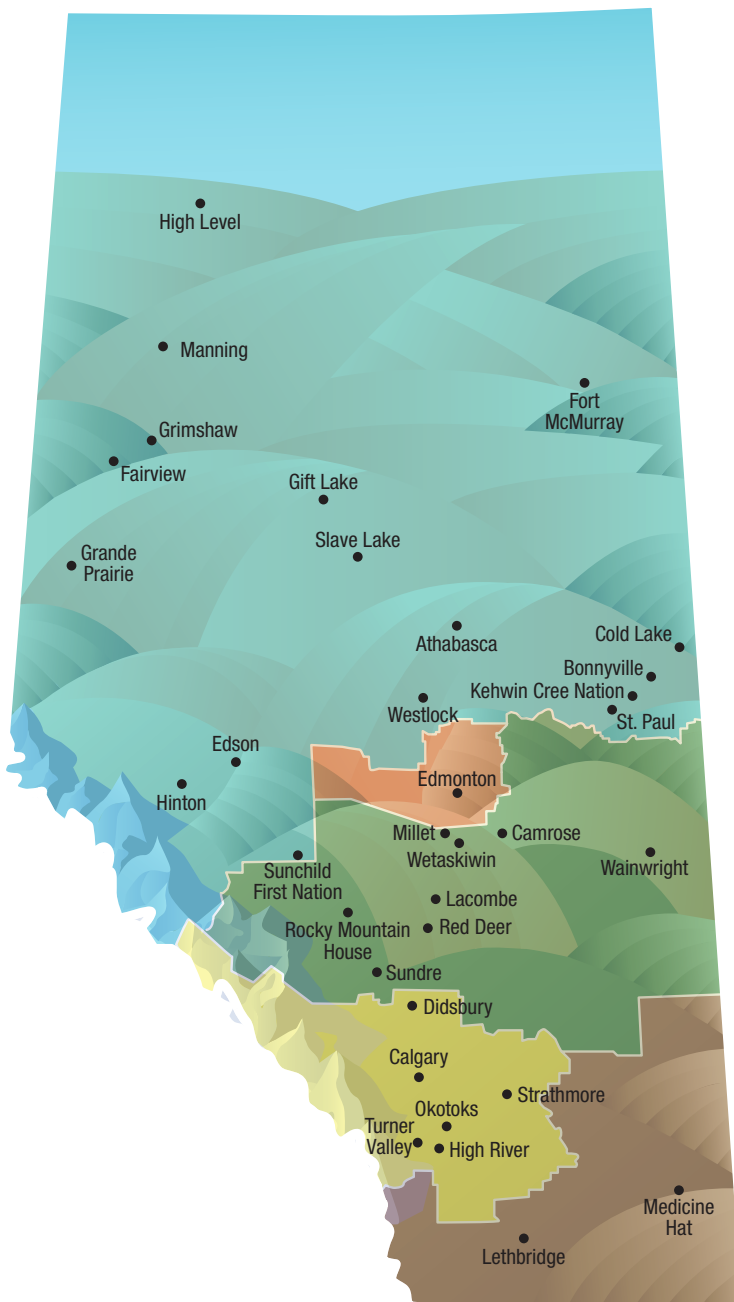 High Level
Manning
Fort
McMurray
Grimshaw
Fairview
Gift Lake
Slave Lake
Grande
Prairie
Athabasca
Cold Lake
Bonnyville
Kehwin Cree Nation
Westlock
St. Paul
Edson
Hinton
Edmonton
Millet
Camrose
Wetaskiwin
Wainwright
Sunchild
First Nation
Lacombe
Rocky Mountain
House
Red Deer
Sundre
Didsbury
Calgary
Strathmore
Okotoks
Turner
Valley
High River
Medicine
Hat
Lethbridge